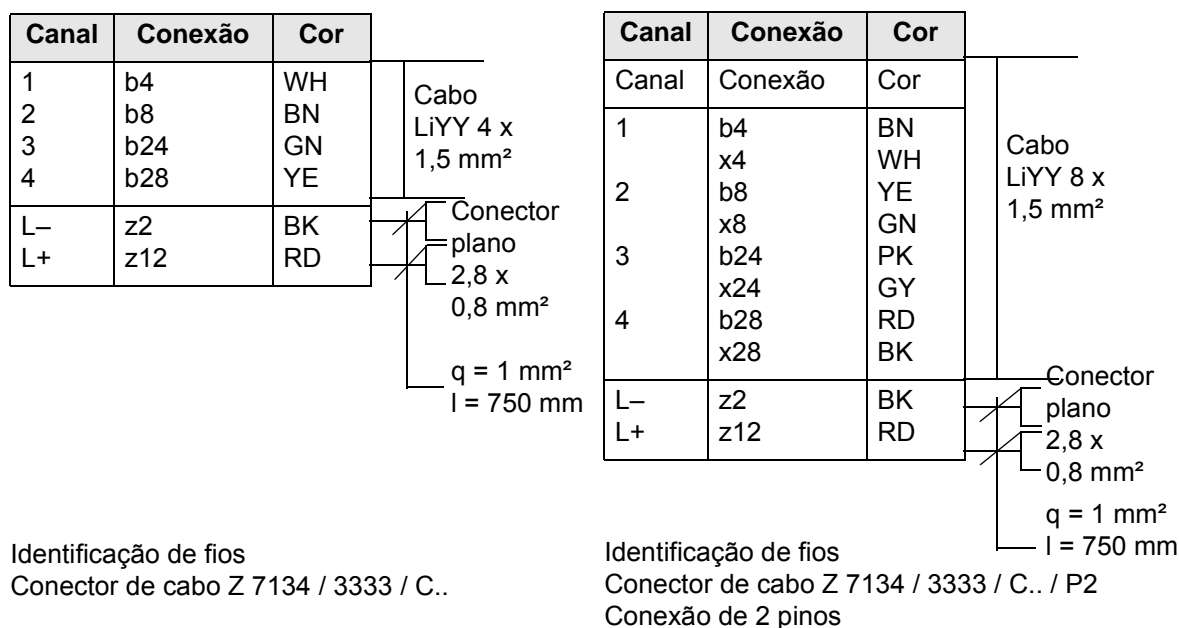 Canal Conexão Cor
1 b4 WH
2 b8 BN
3 b24 GN
4 b28 YE
L– z2 BK
L+ z12 RD
Cabo
LiYY 4 x
1,5 mm²
Conector
plano
2,8 x
0,8 mm²
q = 1 mm²
l = 750 mm
Identificação de fios
Conector de cabo Z 7134 / 3333 / C..
Canal Conexão Cor
Canal Conexão Cor
1 b4 BN
x4 WH
2 b8 YE
x8 GN
3 b24 PK
x24 GY
4 b28 RD
x28 BK
L– z2 BK
L+ z12 RD
Cabo
LiYY 8 x
1,5 mm²
Conector
plano
2,8 x
0,8 mm²
q = 1 mm²
l = 750 mm
Identificação de fios
Conector de cabo Z 7134 / 3333 / C.. / P2
Conexão de 2 pinos